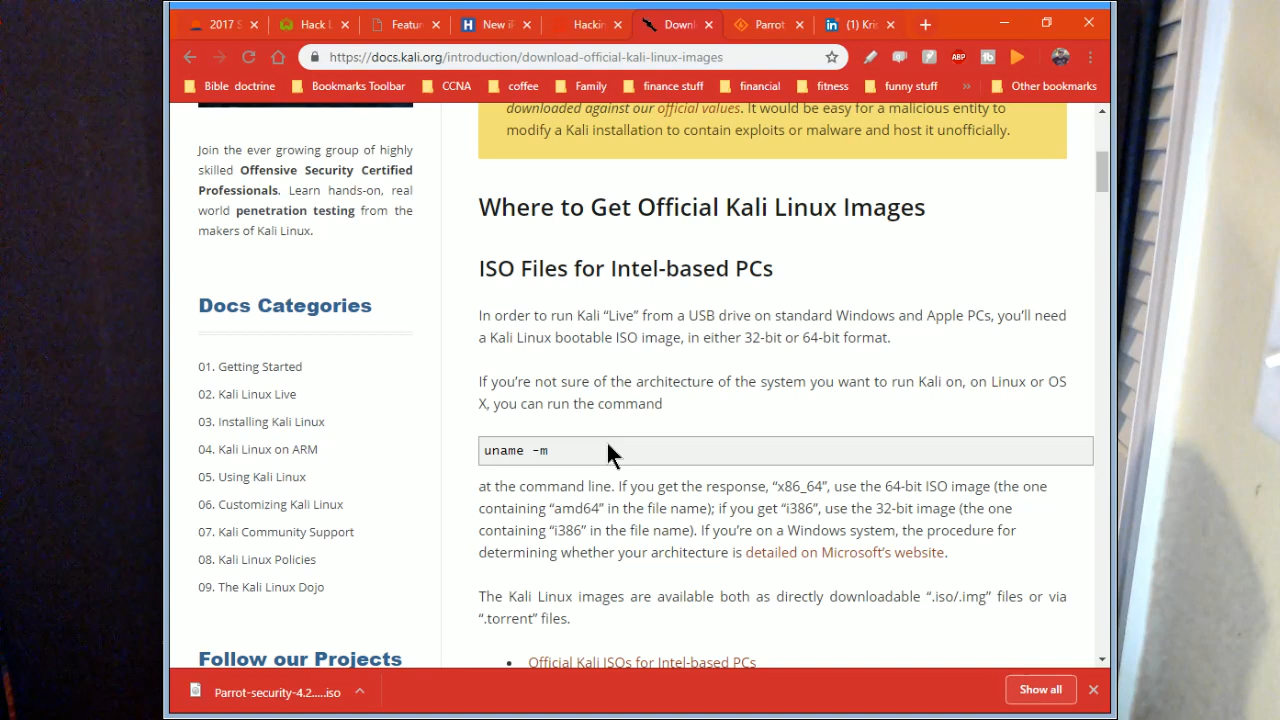 2017 S
Hack L
Featur
New i
Hackin
Downl
Parrot
(1) Kris
https://docs.kali.org/introduction/download-official-kali-linux-images
ABP
Bible doctrine
Bookmarks Toolbar
CCNA
coffee
Family
finance stuff
financial
fitness
funny stuff
»
Other bookmarks
Join the ever growing group of highly
skilled Offensive Security Certified
Professionals. Learn hands-on, real
world penetration testing from the
makers of Kali Linux.
Docs Categories
01. Getting Started
02. Kali Linux Live
03. Installing Kali Linux
04. Kali Linux on ARM
05. Using Kali Linux
06. Customizing Kali Linux
07. Kali Community Support
08. Kali Linux Policies
09. The Kali Linux Dojo
Follow our Projects
downloaded against our official values. It would be easy for a malicious entity to
modify a Kali installation to contain exploits or malware and host it unofficially.
Where to Get Official Kali Linux Images
ISO Files for Intel-based PCs
In order to run Kali “Live” from a USB drive on standard Windows and Apple PCs, you’ll need
a Kali Linux bootable ISO image, in either 32-bit or 64-bit format.
If you’re not sure of the architecture of the system you want to run Kali on, on Linux or OS
X, you can run the command
uname -m
at the command line. If you get the response, “x86_64”, use the 64-bit ISO image (the one
containing “amd64” in the file name); if you get “i386”, use the 32-bit image (the one
containing “i386” in the file name). If you’re on a Windows system, the procedure for
determining whether your architecture is detailed on Microsoft’s website.
The Kali Linux images are available both as directly downloadable “.iso/.img” files or via
“.torrent” files.
• Official Kali ISOs for Intel-based PCs
Parrot-security-4.2.....iso
Show all